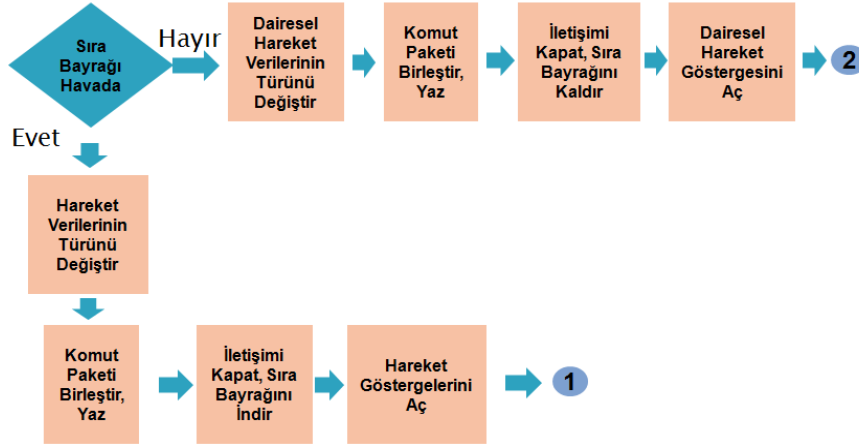 Sıra
Bayrağı
Havada
Hayır
Dairesel
Hareket
Verilerinin
Türünü
Değiştir
Komut
Paketi
Birleştir,
Yaz
İletişimi
Kapat, Sıra
Bayrağını
Kaldır
Dairesel
Hareket
Göstergesini
Aç
2
Evet
Hareket
Verilerinin
Türünü
Değiştir
Komut
Paketi
Birleştir,
Yaz
İletişimi
Kapat, Sıra
Bayrağını
İndir
Hareket
Göstergelerini
Aç
1